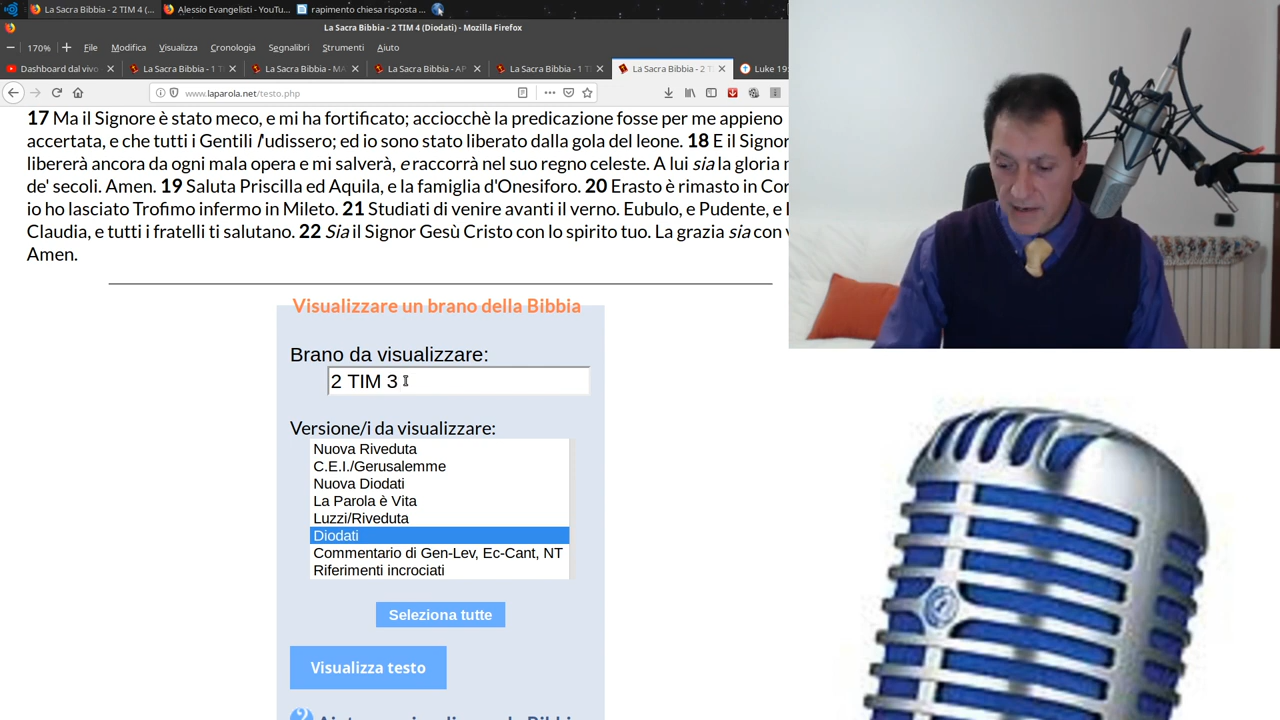 La Sacra Bibbia - 2 TIM 4 (...
Alessio Evangelisti - YouTu...
rapimento chiesa risposta ...
La Sacra Bibbia - 2 TIM 4 (Diodati) - Mozilla Firefox
170%
File Modifica Visualizza Cronologia Segnalibri Strumenti Aiuto
Dashboard dal vivo
La Sacra Bibbia - 1 T
La Sacra Bibbia - MA
La Sacra Bibbia - AP
La Sacra Bibbia - 1 T
La Sacra Bibbia - 2 T
Luke 19:
www.laparola.net/testo.php
17 Ma il Signore è stato meco, e mi ha fortificato; acciocchè la predicazione fosse per me appieno
accertata, e che tutti i Gentili l'udissero; ed io sono stato liberato dalla gola del leone. 18 E il Signor
libererà ancora da ogni mala opera e mi salverà, e raccorrà nel suo regno celeste. A lui sia la gloria
de' secoli. Amen. 19 Saluta Priscilla ed Aquila, e la famiglia d'Onesiforo. 20 Erasto è rimasto in Cor
io ho lasciato Trofimo infermo in Mileto. 21 Studiati di venire avanti il verno. Eubulo, e Pudente, e
Claudia, e tutti i fratelli ti salutano. 22 Sia il Signor Gesù Cristo con lo spirito tuo. La grazia sia con
Amen.
Visualizzare un brano della Bibbia
Brano da visualizzare:
2 TIM 3
Versione/i da visualizzare:
Nuova Riveduta
C.E.I./Gerusalemme
Nuova Diodati
La Parola è Vita
Luzzi/Riveduta
Diodati
Commentario di Gen-Lev, Ec-Cant, NT
Riferimenti incrociati
Seleziona tutte
Visualizza testo